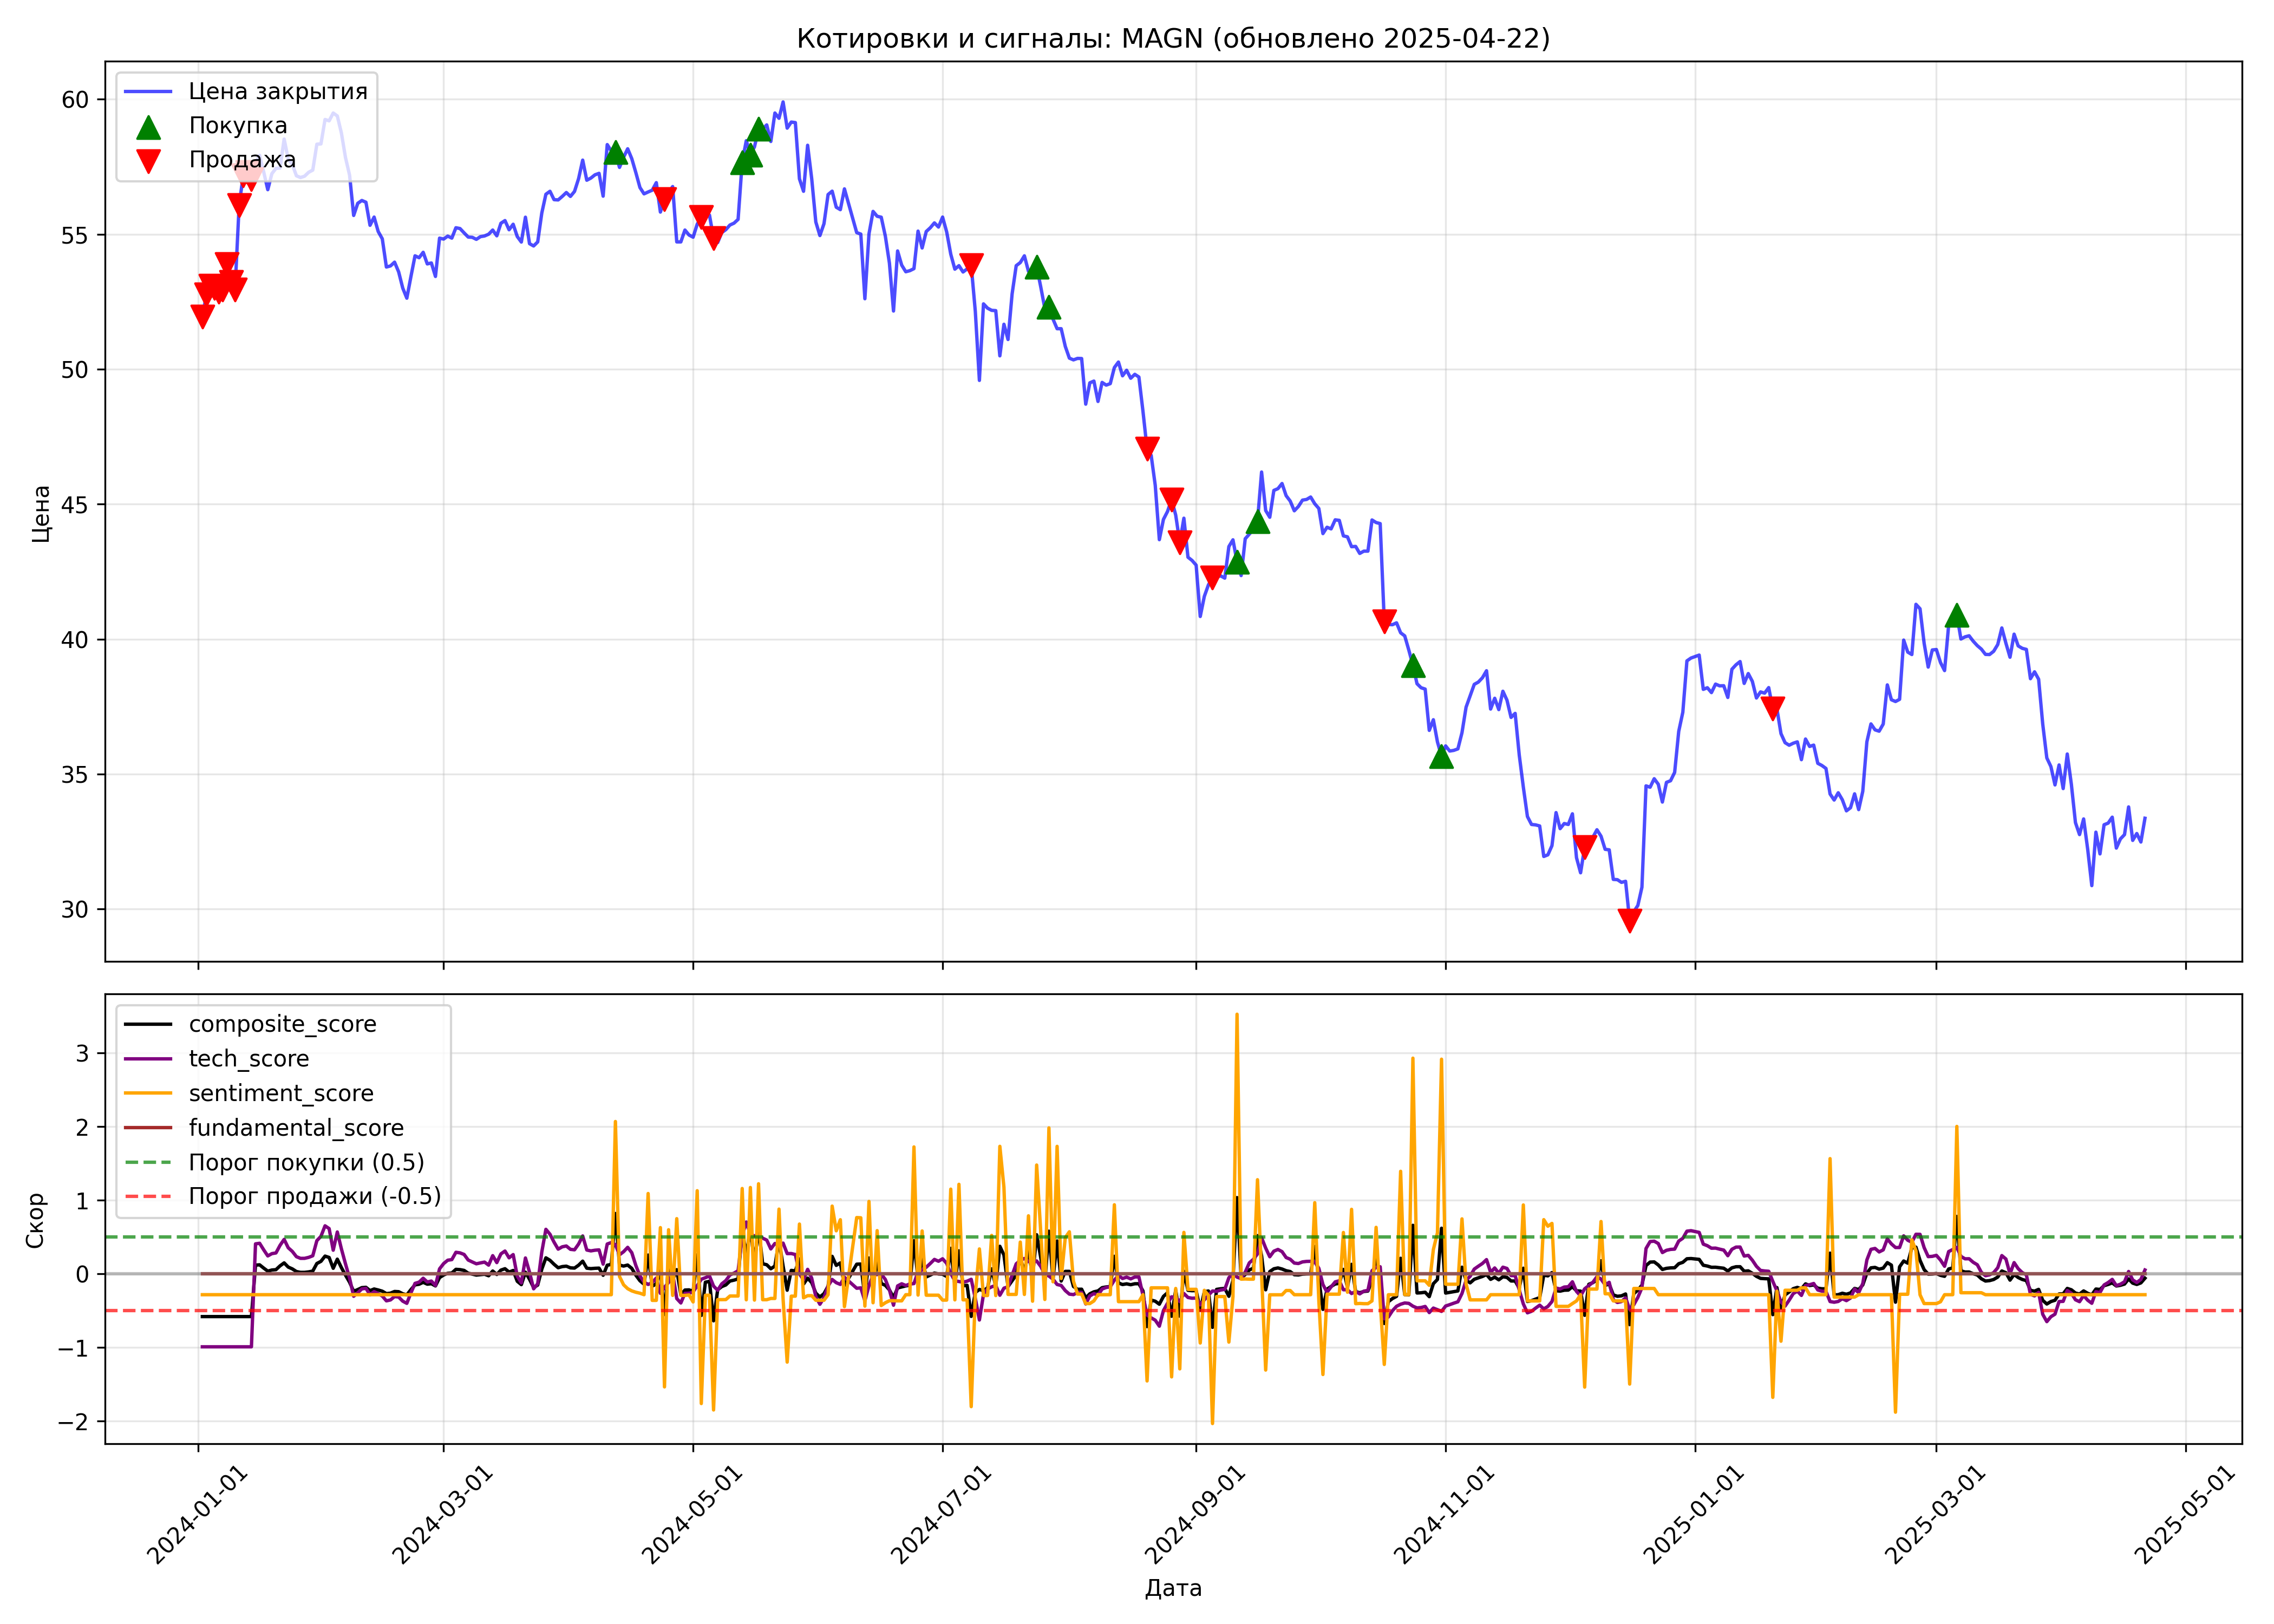 Котировки и сигналы: MAGN (обновлено 2025-04-22)
Цена закрытия
Покупка
Продажа
60
55
50
45
40
35
30
Цена
composite_score
tech_score
sentiment_score
fundamental_score
Порог покупки (0.5)
Порог продажи (-0.5)
3
2
1
0
−1
−2
Скор
2024-01-01
2024-03-01
2024-05-01
2024-07-01
2024-09-01
2024-11-01
2025-01-01
2025-03-01
2025-05-01
Дата